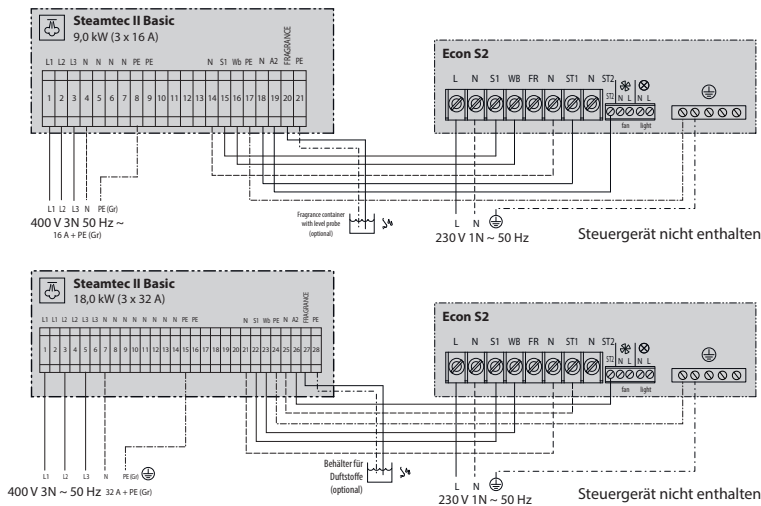 Steamtec II Basic
9,0 kW (3 x 16 A)
L1 L2 L3 N N N N PE PE N S1 Wb PE N A2 FRAGRANCE PE
1 2 3 4 5 6 7 8 9 10 11 12 13 14 15 16 17 18 19 20 21
Econ S2
L N S1 WB FR N ST1 N ST2
ST2 N L N L
fan light
L1 L2 L3 N PE (Gr)
400 V 3N 50 Hz ~
16 A + PE (Gr)
Fragrance container
with level probe
(optional)
L N
230 V 1N ~ 50 Hz
Steuergerät nicht enthalten
Steamtec II Basic
18,0 kW (3 x 32 A)
L1 L1 L2 L2 L3 L3 N N N N N N N PE PE N S1 Wb PE N A2 FRAGRANCE PE
1 2 3 4 5 6 7 8 9 10 11 12 13 14 15 16 17 18 19 20 21 22 23 24 25 26 27 28
Econ S2
L N S1 WB FR N ST1 N ST2
ST2 N L N L
fan light
L1 L2 L3 N PE (Gr)
400 V 3N ~ 50 Hz 32 A + PE (Gr)
Behälter für
Duftstoffe
(optional)
L N
230 V 1N ~ 50 Hz
Steuergerät nicht enthalten